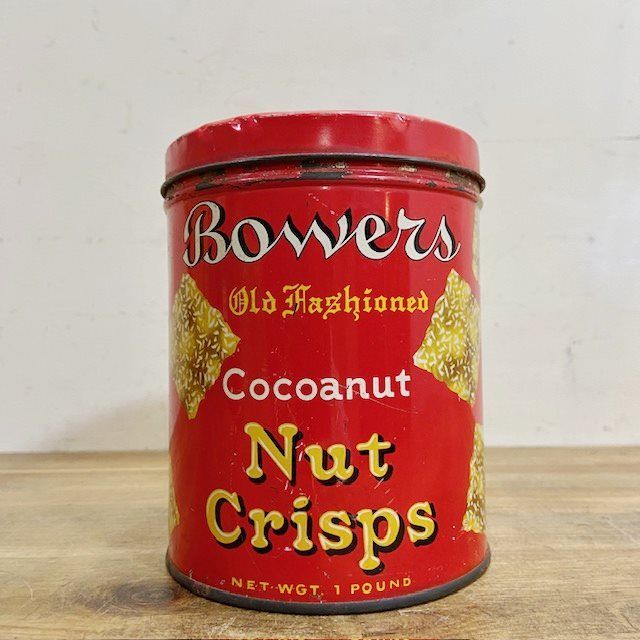 Bowers
Old Fashioned
Cocoanut
Nut
Crisps
NET WGT. 1 POUND